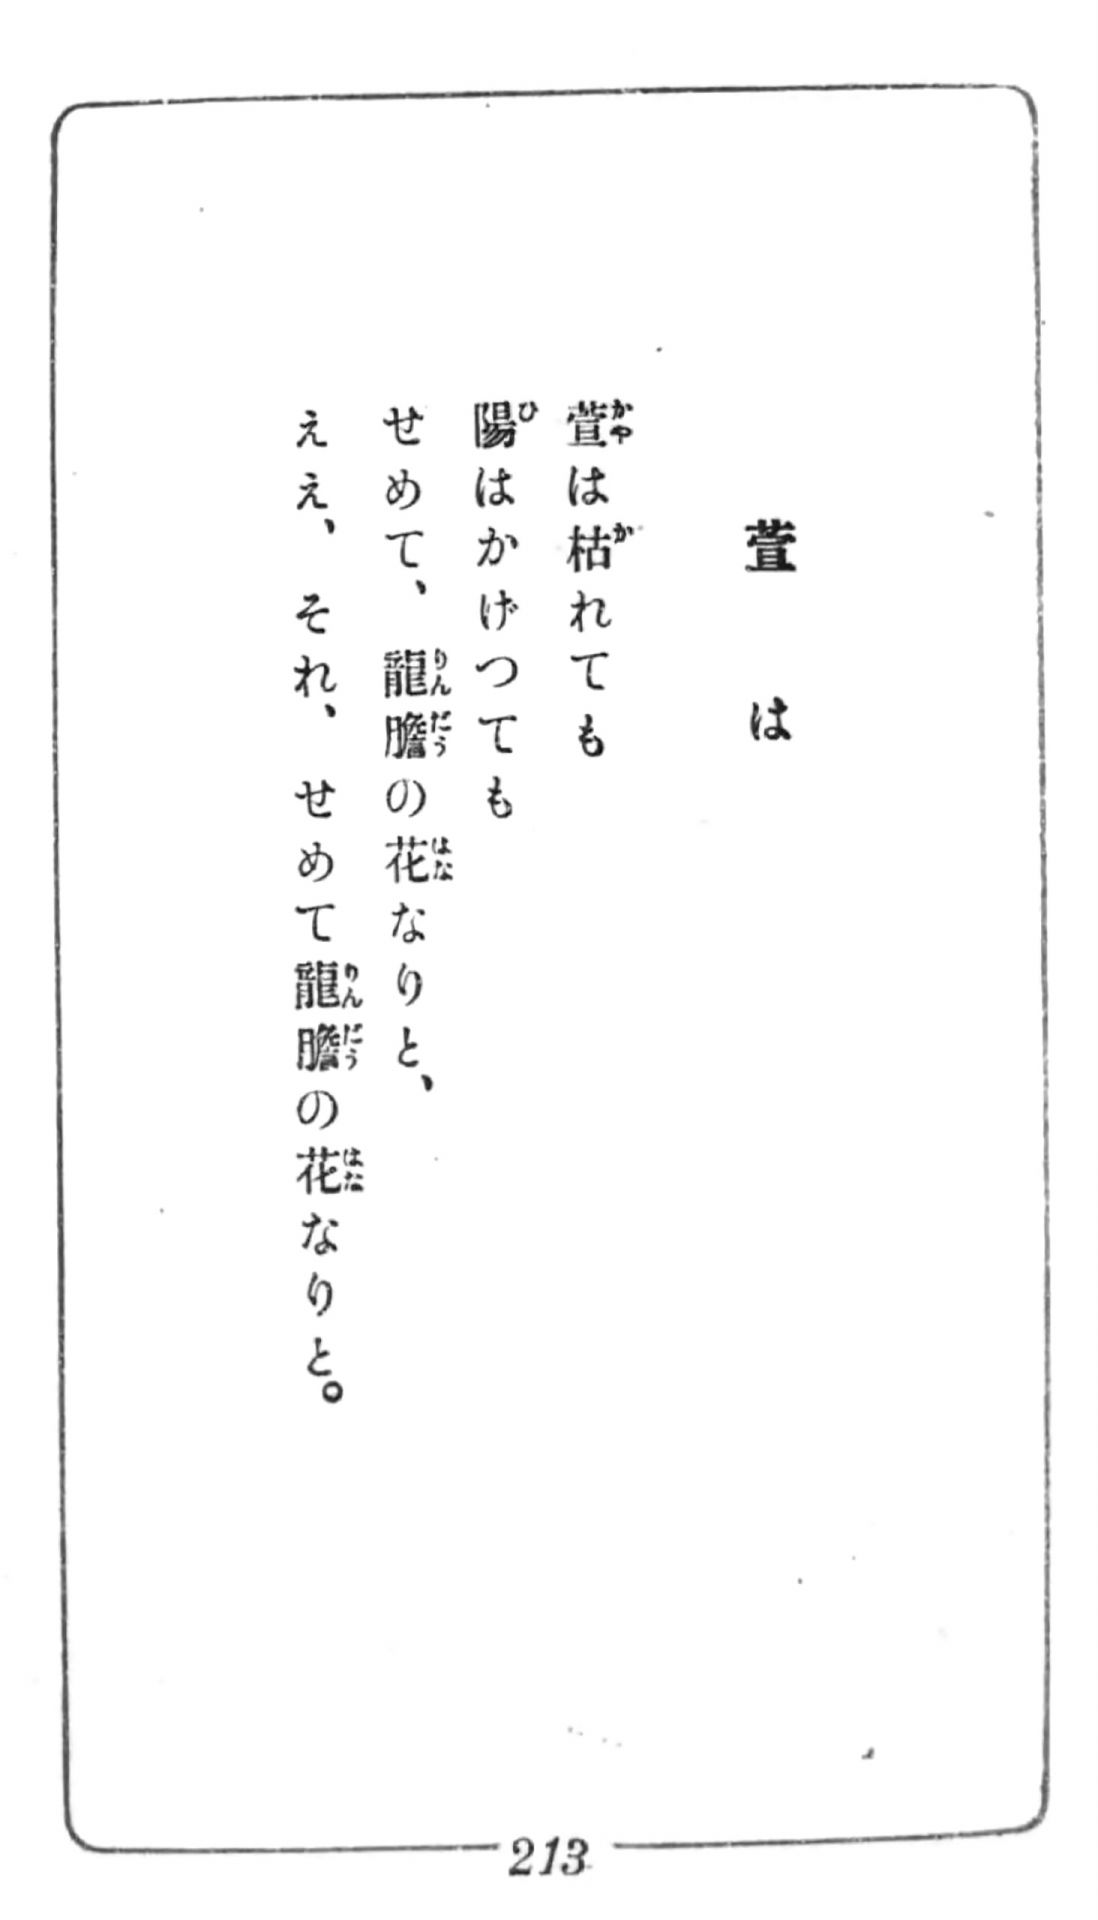 萱は
萱は枯れても
陽はかげつても
せめて、龍膽の花なりと、
ええ、それ、せめて龍膽の花なりと。
213